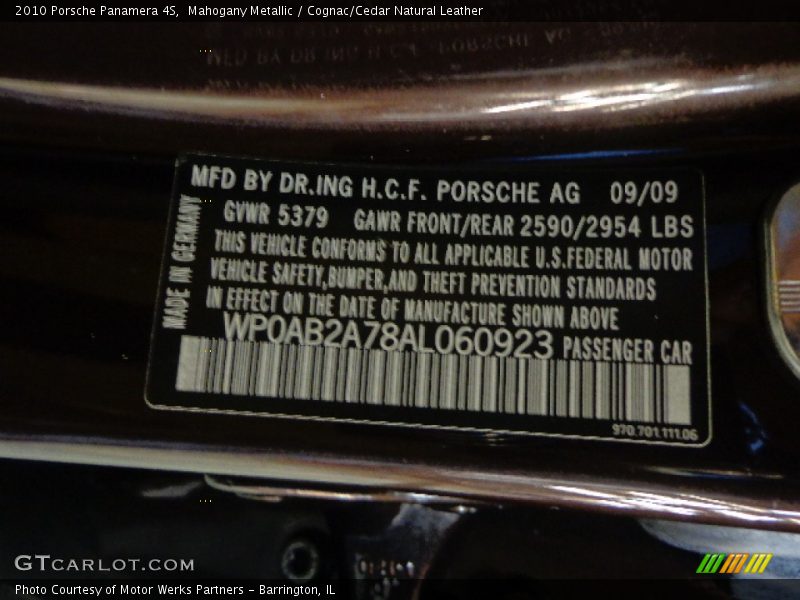 2010 Porsche Panamera 4S,  Mahogany Metallic / Cognac/Cedar Natural Leather
MFD BY DR.ING H.C.F. PORSCHE AG 09/09
GVWR 5379 GAWR FRONT/REAR 2590/2954 LBS
THIS VEHICLE CONFORMS TO ALL APPLICABLE U.S.FEDERAL MOTOR
VEHICLE SAFETY,BUMPER,AND THEFT PREVENTION STANDARDS
IN EFFECT ON THE DATE OF MANUFACTURE SHOWN ABOVE
MADE IN GERMANY
WP0AB2A78AL060923 PASSENGER CAR
970.701.111.06
GTCARLOT.COM
Photo Courtesy of Motor Werks Partners - Barrington, IL